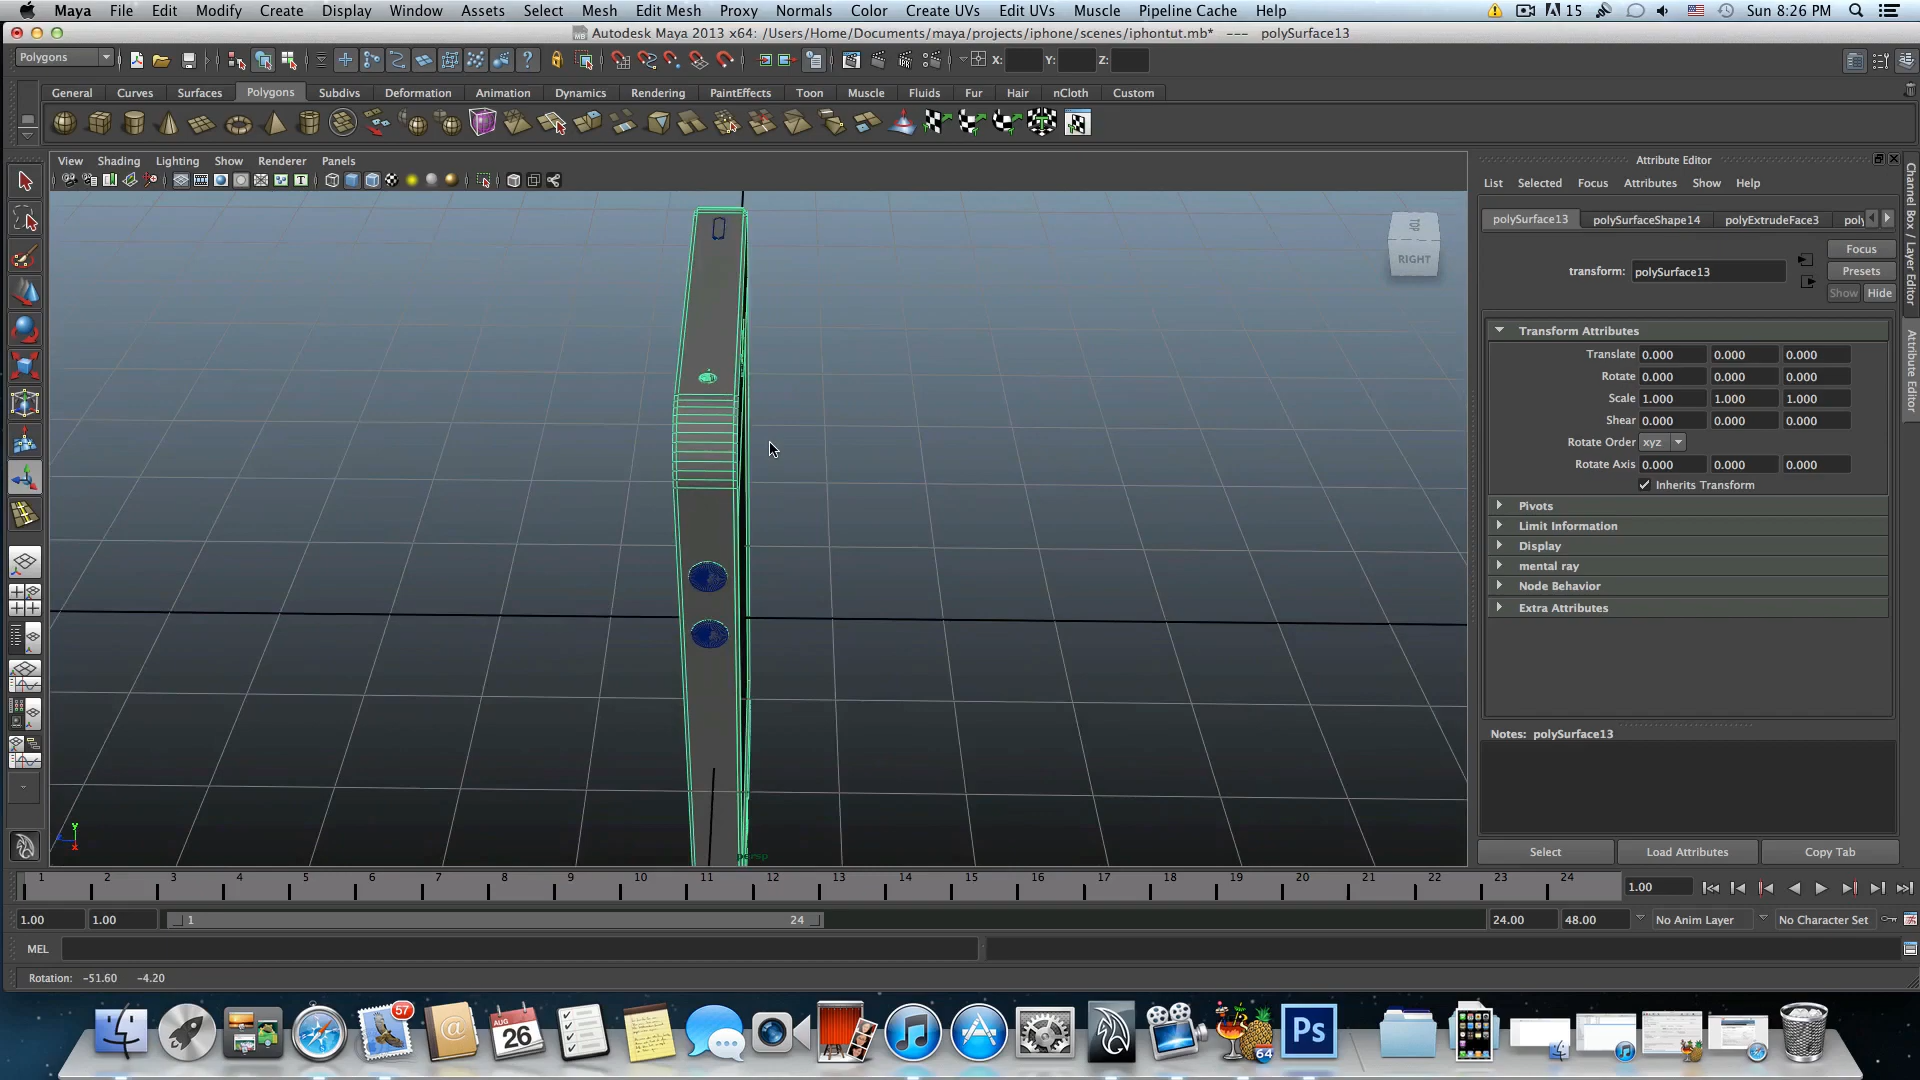 Maya File Edit Modify Create Display Window Assets Select Mesh Edit Mesh Proxy Normals Color Create UVs Edit UVs Muscle Pipeline Cache Help 15 Sun 8:26 PM
Autodesk Maya 2013 x64: /Users/Home/Documents/maya/projects/iphone/scenes/iphontut.mb* --- polySurface13
Polygons X: Y: Z:
General Curves Surfaces Polygons Subdivs Deformation Animation Dynamics Rendering PaintEffects Toon Muscle Fluids Fur Hair nCloth Custom
View Shading Lighting Show Renderer Panels
Attribute Editor
List Selected Focus Attributes Show Help
polySurface13 polySurfaceShape14 polyExtrudeFace3 poly
Focus
transform: polySurface13 Presets
Show Hide
TOP
RIGHT
Transform Attributes
Translate 0.000 0.000 0.000
Rotate 0.000 0.000 0.000
Scale 1.000 1.000 1.000
Shear 0.000 0.000 0.000
Rotate Order xyz
Rotate Axis 0.000 0.000 0.000
Inherits Transform
Pivots
Limit Information
Display
mental ray
Node Behavior
Extra Attributes
Notes: polySurface13
Select Load Attributes Copy Tab
Channel Box / Layer Editor
Attribute Editor
y
x
persp
1 2 3 4 5 6 7 8 9 10 11 12 13 14 15 16 17 18 19 20 21 22 23 24 1.00
1.00 1.00 1 24 24.00 48.00 No Anim Layer No Character Set
MEL
Rotation: -51.60 -4.20
57
AUG
26
64
Ps